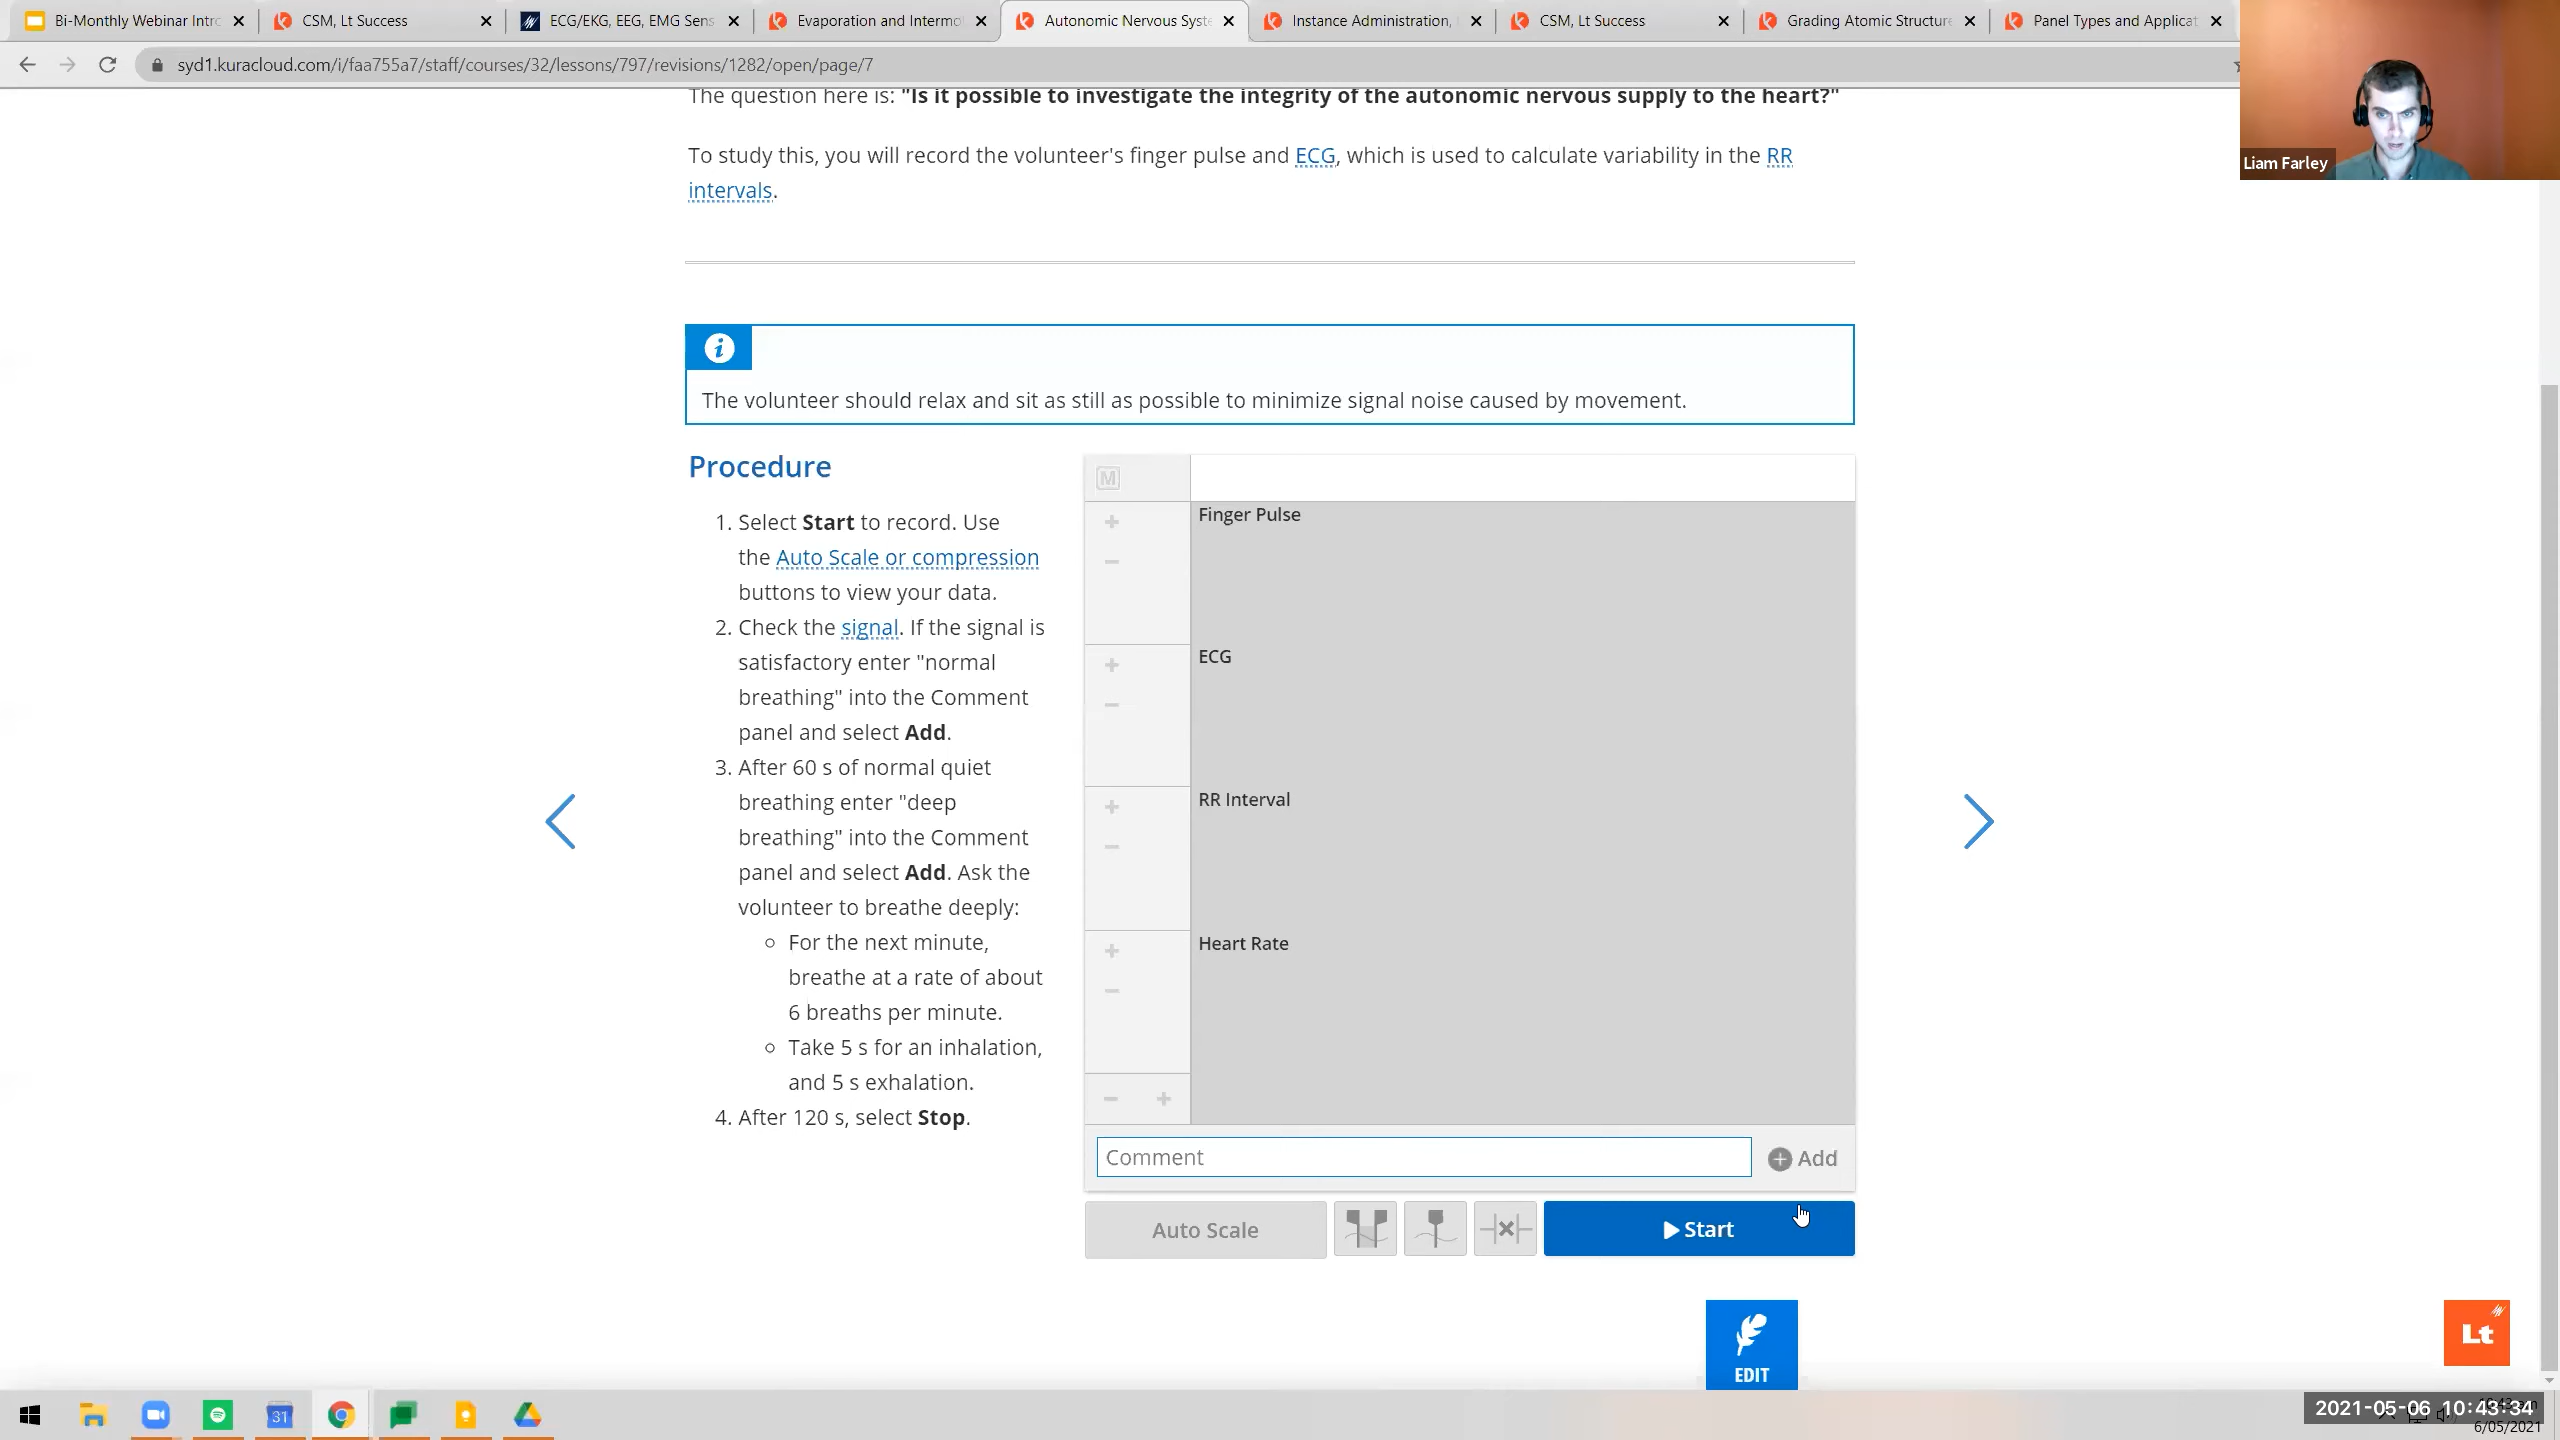 Bi-Monthly Webinar Intro
CSM, Lt Success
ECG/EKG, EEG, EMG Sens
Evaporation and Intermo
Autonomic Nervous Syste
Instance Administration,
CSM, Lt Success
Grading Atomic Structure
Panel Types and Applicat
syd1.kuracloud.com/i/faa755a7/staff/courses/32/lessons/797/revisions/1282/open/page/7
Liam Farley
The question here is: "Is it possible to investigate the integrity of the autonomic nervous supply to the heart?"
To study this, you will record the volunteer's finger pulse and ECG, which is used to calculate variability in the RR
intervals.
i
The volunteer should relax and sit as still as possible to minimize signal noise caused by movement.
Procedure
1. Select Start to record. Use
the Auto Scale or compression
buttons to view your data.
2. Check the signal. If the signal is
satisfactory enter "normal
breathing" into the Comment
panel and select Add.
3. After 60 s of normal quiet
breathing enter "deep
breathing" into the Comment
panel and select Add. Ask the
volunteer to breathe deeply:
For the next minute,
breathe at a rate of about
6 breaths per minute.
Take 5 s for an inhalation,
and 5 s exhalation.
4. After 120 s, select Stop.
M
Finger Pulse
ECG
RR Interval
Heart Rate
Comment
Add
Auto Scale
Start
EDIT
Lt
31
2021-05-06 10:43:34
6/05/2021